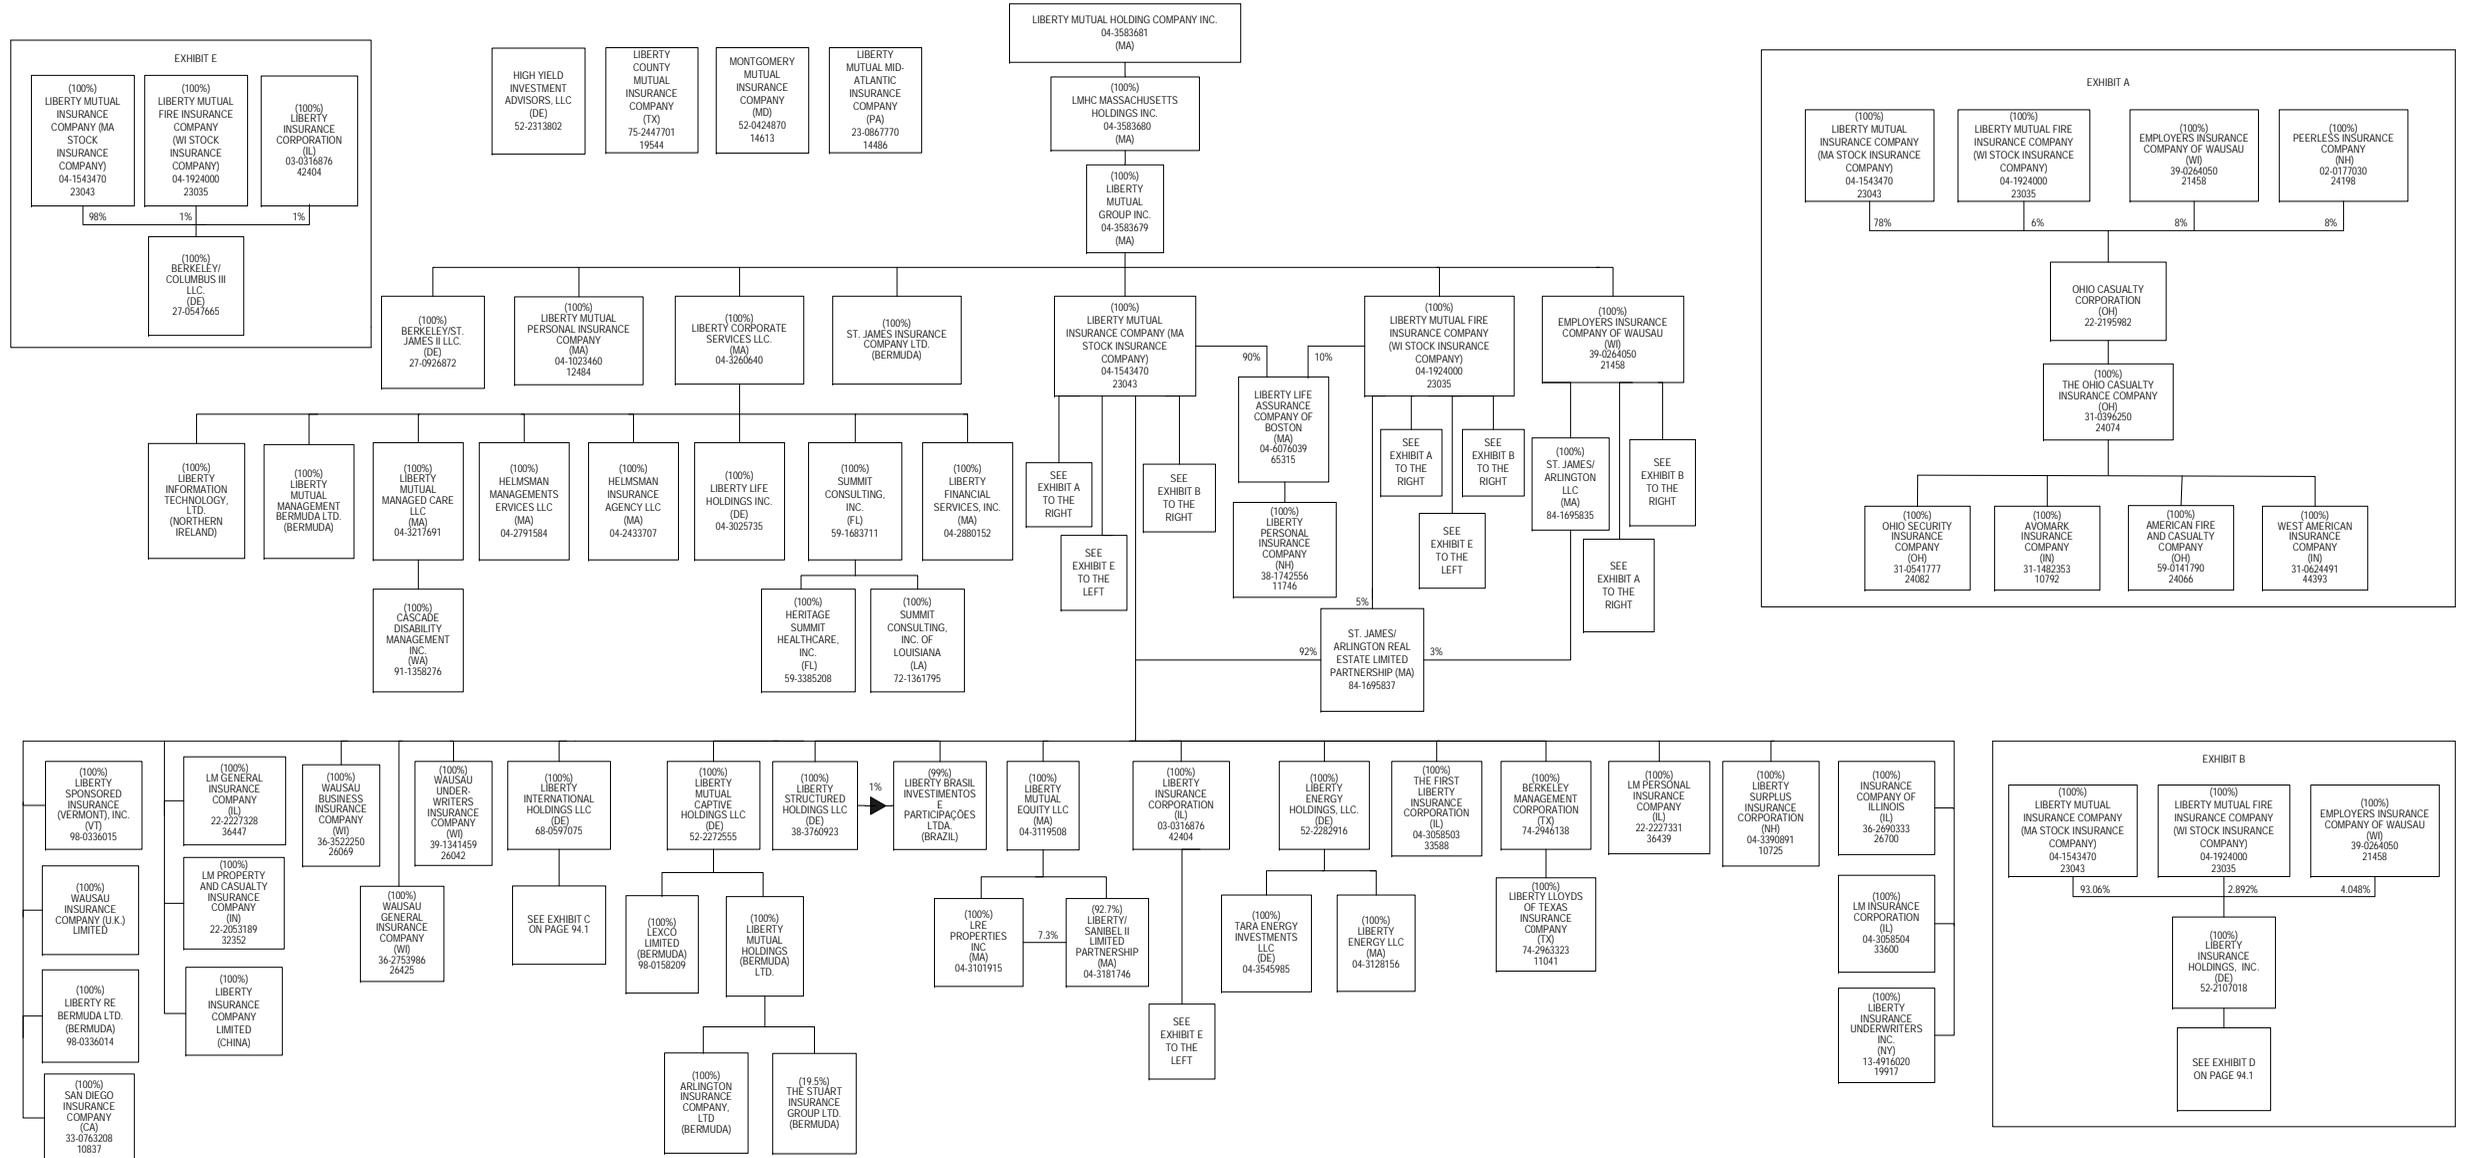 LIBERTY MUTUAL HOLDING COMPANY INC.
04-3583681
(MA)
EXHIBIT E
(100%)
LIBERTY MUTUAL
INSURANCE
COMPANY (MA
STOCK
INSURANCE
COMPANY)
04-1543470
23043
(100%)
LIBERTY MUTUAL
FIRE INSURANCE
COMPANY
(WI STOCK
INSURANCE
COMPANY)
04-1924000
23035
(100%)
LIBERTY
INSURANCE
CORPORATION
(IL)
03-0316876
42404
98%
1%
1%
(100%)
BERKELEY/
COLUMBUS III
LLC.
(DE)
27-0547665
HIGH YIELD
INVESTMENT
ADVISORS, LLC
(DE)
52-2313802
LIBERTY
COUNTY
MUTUAL
INSURANCE
COMPANY
(TX)
75-2447701
19544
MONTGOMERY
MUTUAL
INSURANCE
COMPANY
(MD)
52-0424870
14613
LIBERTY
MUTUAL MID-
ATLANTIC
INSURANCE
COMPANY
(PA)
23-0867770
14486
(100%)
LMHC MASSACHUSETTS
HOLDINGS INC.
04-3583680
(MA)
(100%)
LIBERTY
MUTUAL
GROUP INC.
04-3583679
(MA)
EXHIBIT A
(100%)
LIBERTY MUTUAL
INSURANCE COMPANY
(MA STOCK INSURANCE
COMPANY)
04-1543470
23043
(100%)
LIBERTY MUTUAL FIRE
INSURANCE COMPANY
(WI STOCK INSURANCE
COMPANY)
04-1924000
23035
(100%)
EMPLOYERS INSURANCE
COMPANY OF WAUSAU
(WI)
39-0264050
21458
(100%)
PEERLESS INSURANCE
COMPANY
(NH)
02-0177030
24198
78%
6%
8%
8%
OHIO CASUALTY
CORPORATION
(OH)
22-2195982
(100%)
THE OHIO CASUALTY
INSURANCE COMPANY
(OH)
31-0396250
24074
(100%)
OHIO SECURITY
INSURANCE
COMPANY
(OH)
31-0541777
24082
(100%)
AVOMARK
INSURANCE
COMPANY
(IN)
31-1482353
10792
(100%)
AMERICAN FIRE
AND CASUALTY
COMPANY
(OH)
59-0141790
24066
(100%)
WEST AMERICAN
INSURANCE
COMPANY
(IN)
31-0624491
44393
(100%)
BERKELEY/ST.
JAMES II LLC.
(DE)
27-0926872
(100%)
LIBERTY MUTUAL
PERSONAL INSURANCE
COMPANY
(MA)
04-1023460
12484
(100%)
LIBERTY CORPORATE
SERVICES LLC.
(MA)
04-3260640
(100%)
ST. JAMES INSURANCE
COMPANY LTD.
(BERMUDA)
(100%)
LIBERTY MUTUAL
INSURANCE COMPANY (MA
STOCK INSURANCE
COMPANY)
04-1543470
23043
(100%)
LIBERTY MUTUAL FIRE
INSURANCE COMPANY
(WI STOCK INSURANCE
COMPANY)
04-1924000
23035
(100%)
EMPLOYERS INSURANCE
COMPANY OF WAUSAU
(WI)
39-0264050
21458
90%
10%
LIBERTY LIFE
ASSURANCE
COMPANY OF
BOSTON
(MA)
04-6076039
65315
(100%)
LIBERTY
INFORMATION
TECHNOLOGY,
LTD.
(NORTHERN
IRELAND)
(100%)
LIBERTY
MUTUAL
MANAGEMENT
BERMUDA LTD.
(BERMUDA)
(100%)
LIBERTY
MUTUAL
MANAGED CARE
LLC
(MA)
04-3217691
(100%)
HELMSMAN
MANAGEMENTS
ERVICES LLC
(MA)
04-2791584
(100%)
HELMSMAN
INSURANCE
AGENCY LLC
(MA)
04-2433707
(100%)
LIBERTY LIFE
HOLDINGS INC.
(DE)
04-3025735
(100%)
SUMMIT
CONSULTING,
INC.
(FL)
59-1683711
(100%)
LIBERTY
FINANCIAL
SERVICES, INC.
(MA)
04-2880152
SEE
EXHIBIT A
TO THE
RIGHT
SEE
EXHIBIT E
TO THE
LEFT
SEE
EXHIBIT B
TO THE
RIGHT
(100%)
LIBERTY
PERSONAL
INSURANCE
COMPANY
(NH)
38-1742556
11746
SEE
EXHIBIT A
TO THE
RIGHT
SEE
EXHIBIT B
TO THE
RIGHT
SEE
EXHIBIT E
TO THE
LEFT
(100%)
ST. JAMES/
ARLINGTON
LLC
(MA)
84-1695835
SEE
EXHIBIT B
TO THE
RIGHT
SEE
EXHIBIT A
TO THE
RIGHT
(100%)
CASCADE
DISABILITY
MANAGEMENT
INC.
(WA)
91-1358276
(100%)
HERITAGE
SUMMIT
HEALTHCARE,
INC.
(FL)
59-3385208
(100%)
SUMMIT
CONSULTING,
INC. OF
LOUISIANA
(LA)
72-1361795
5%
92%
3%
ST. JAMES/
ARLINGTON REAL
ESTATE LIMITED
PARTNERSHIP (MA)
84-1695837
(100%)
LIBERTY
SPONSORED
INSURANCE
(VERMONT), INC.
(VT)
98-0336015
(100%)
WAUSAU
INSURANCE
COMPANY (U.K.)
LIMITED
(100%)
LIBERTY RE
BERMUDA LTD.
(BERMUDA)
98-0336014
(100%)
SAN DIEGO
INSURANCE
COMPANY
(CA)
33-0763208
10837
(100%)
LM GENERAL
INSURANCE
COMPANY
(IL)
22-2227328
36447
(100%)
LM PROPERTY
AND CASUALTY
INSURANCE
COMPANY
(IN)
22-2053189
32352
(100%)
LIBERTY
INSURANCE
COMPANY
LIMITED
(CHINA)
(100%)
WAUSAU
BUSINESS
INSURANCE
COMPANY
(WI)
36-3522250
26069
(100%)
WAUSAU
GENERAL
INSURANCE
COMPANY
(WI)
36-2753986
26425
(100%)
WAUSAU
UNDER-
WRITERS
INSURANCE
COMPANY
(WI)
39-1341459
26042
(100%)
LIBERTY
INTERNATIONAL
HOLDINGS LLC
(DE)
68-0597075
SEE EXHIBIT C
ON PAGE 94.1
(100%)
LIBERTY
MUTUAL
CAPTIVE
HOLDINGS LLC
(DE)
52-2272555
(100%)
LEXCO
LIMITED
(BERMUDA)
98-0158209
(100%)
LIBERTY
MUTUAL
HOLDINGS
(BERMUDA)
LTD.
(100%)
ARLINGTON
INSURANCE
COMPANY,
LTD
(BERMUDA)
(19.5%)
THE STUART
INSURANCE
GROUP LTD.
(BERMUDA)
(100%)
LIBERTY
STRUCTURED
HOLDINGS LLC
(DE)
38-3760923
1%
(99%)
LIBERTY BRASIL
INVESTIMENTOS
E
PARTICIPAÇÕES
LTDA.
(BRAZIL)
(100%)
LIBERTY
MUTUAL
EQUITY LLC
(MA)
04-3119508
(100%)
LRE
PROPERTIES
INC
(MA)
04-3101915
7.3%
(92.7%)
LIBERTY/
SANIBEL II
LIMITED
PARTNERSHIP
(MA)
04-3181746
(100%)
LIBERTY
INSURANCE
CORPORATION
(IL)
03-0316876
42404
SEE
EXHIBIT E
TO THE
LEFT
(100%)
LIBERTY
ENERGY
HOLDINGS, LLC.
(DE)
52-2282916
(100%)
TARA ENERGY
INVESTMENTS
LLC
(DE)
04-3545985
(100%)
LIBERTY
ENERGY LLC
(MA)
04-3128156
(100%)
THE FIRST
LIBERTY
INSURANCE
CORPORATION
(IL)
04-3058503
33588
(100%)
BERKELEY
MANAGEMENT
CORPORATION
(TX)
74-2946138
(100%)
LIBERTY LLOYDS
OF TEXAS
INSURANCE
C0MPANY
(TX)
74-2963323
11041
(100%)
LM PERSONAL
INSURANCE
COMPANY
(IL)
22-2227331
36439
(100%)
LIBERTY
SURPLUS
INSURANCE
CORPORATION
(NH)
04-3390891
10725
(100%)
INSURANCE
COMPANY OF
ILLINOIS
(IL)
36-2690333
26700
(100%)
LM INSURANCE
CORPORATION
(IL)
04-3058504
33600
(100%)
LIBERTY
INSURANCE
UNDERWRITERS
INC.
(NY)
13-4916020
19917
EXHIBIT B
(100%)
LIBERTY MUTUAL
INSURANCE COMPANY
(MA STOCK INSURANCE
COMPANY)
04-1543470
23043
(100%)
LIBERTY MUTUAL FIRE
INSURANCE COMPANY
(WI STOCK INSURANCE
COMPANY)
04-1924000
23035
(100%)
EMPLOYERS INSURANCE
COMPANY OF WAUSAU
(WI)
39-0264050
21458
93.06%
2.892%
4.048%
(100%)
LIBERTY
INSURANCE
HOLDINGS, INC.
(DE)
52-2107018
SEE EXHIBIT D
ON PAGE 94.1